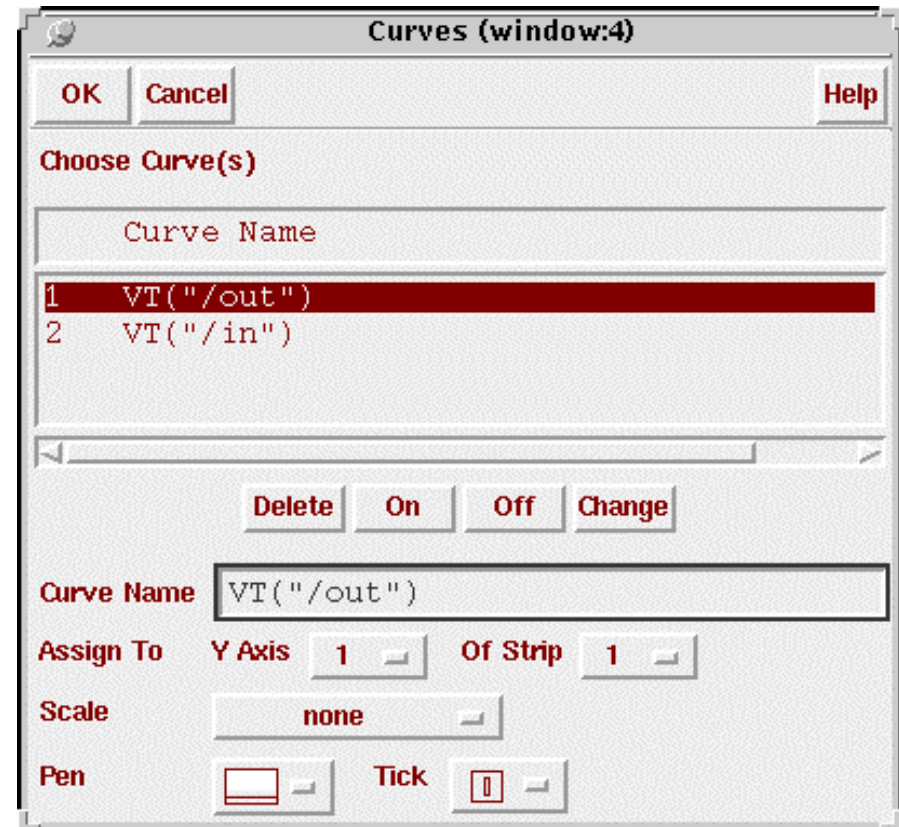 Curves (window:4)
OK Cancel Help
Choose Curve(s)
Curve Name
1 VT("/out")
2 VT("/in")
Delete On Off Change
Curve Name VT("/out")
Assign To Y Axis 1 Of Strip 1
Scale none
Pen Tick